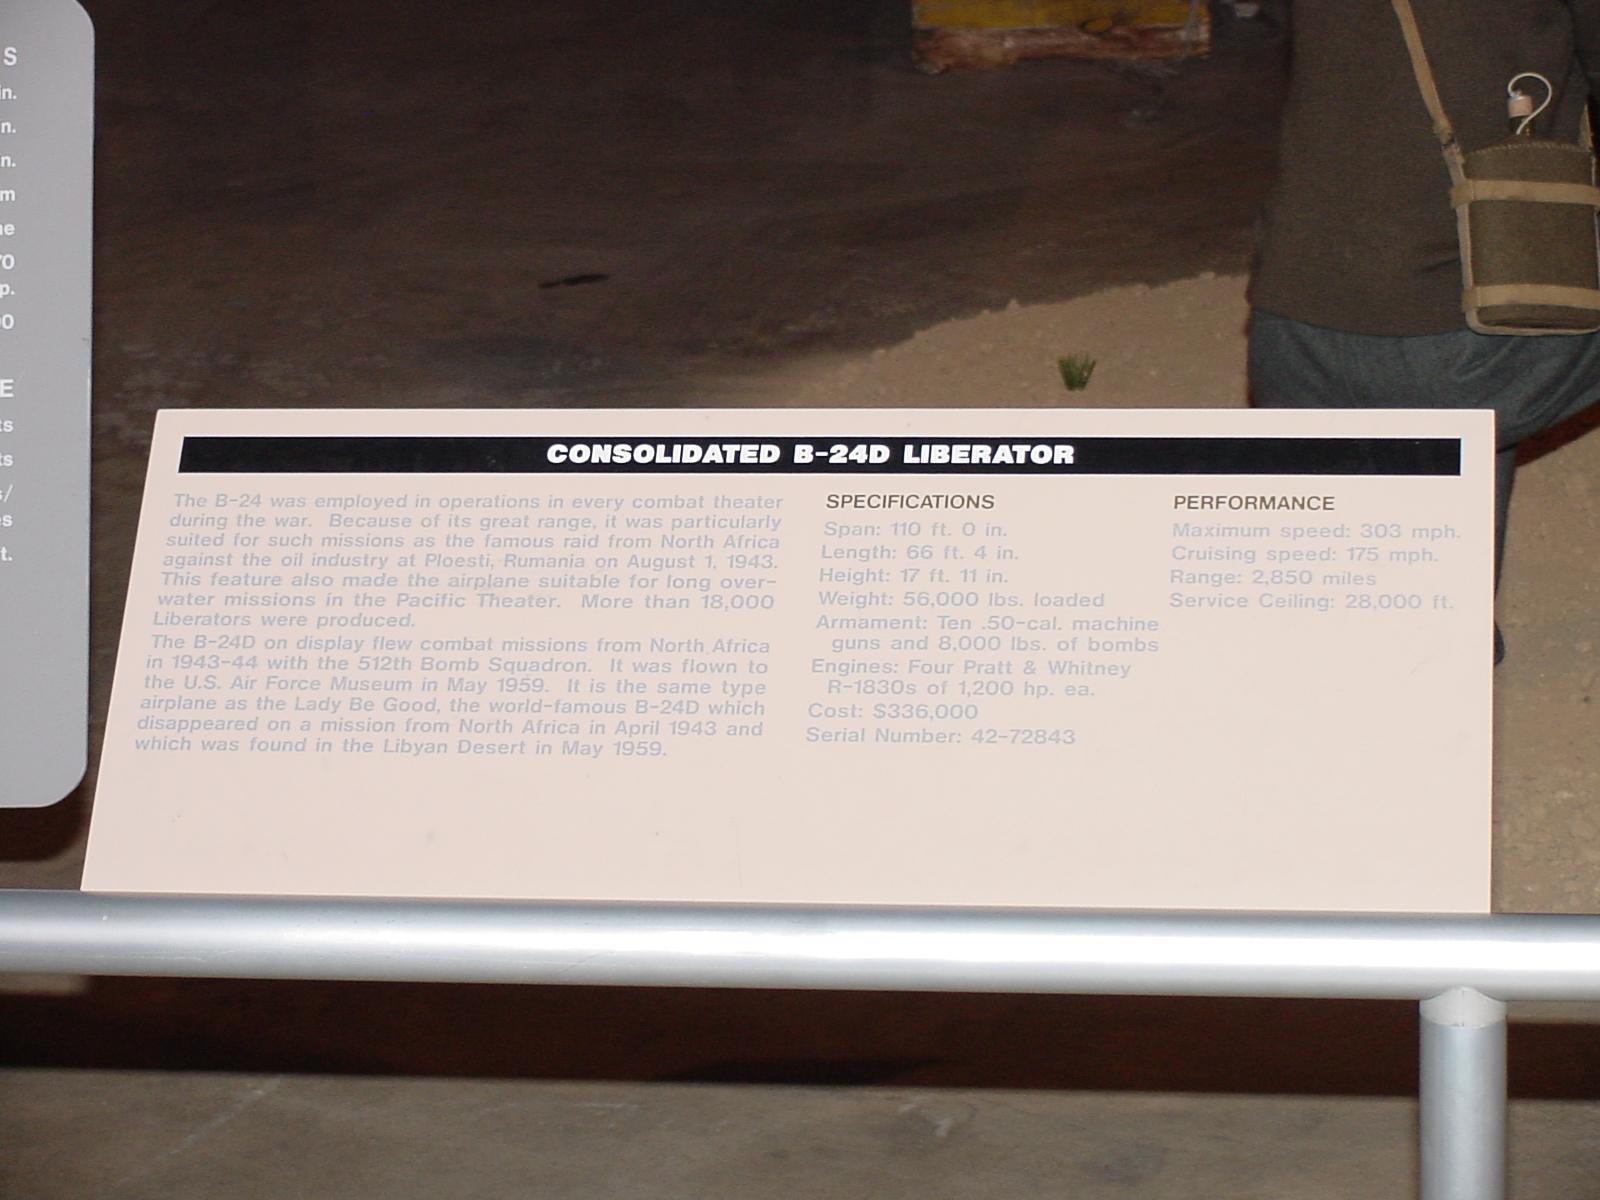 S
in.
n.
n.
m
p.
E
ts
ts
s/
t.
CONSOLIDATED B-24D LIBERATOR
The B-24 was employed in operations in every combat theater
during the war. Because of its great range, it was particularly
suited for such missions as the famous raid from North Africa
against the oil industry at Ploesti, Rumania on August 1, 1943.
This feature also made the airplane suitable for long over-
water missions in the Pacific Theater. More than 18,000
Liberators were produced.
The B-24D on display flew combat missions from North Africa
in 1943-44 with the 512th Bomb Squadron. It was flown to
the U.S. Air Force Museum in May 1959. It is the same type
airplane as the Lady Be Good, the world-famous B-24D which
disappeared on a mission from North Africa in April 1943 and
which was found in the Libyan Desert in May 1959.
SPECIFICATIONS
Span: 110 ft. 0 in.
Length: 66 ft. 4 in.
Height: 17 ft. 11 in.
Weight: 56,000 lbs. loaded
Armament: Ten .50-cal. machine
guns and 8,000 lbs. of bombs
Engines: Four Pratt & Whitney
R-1830s of 1,200 hp. ea.
Cost: $336,000
Serial Number: 42-72843
PERFORMANCE
Maximum speed: 303 mph.
Cruising speed: 175 mph.
Range: 2,850 miles
Service Ceiling: 28,000 ft.